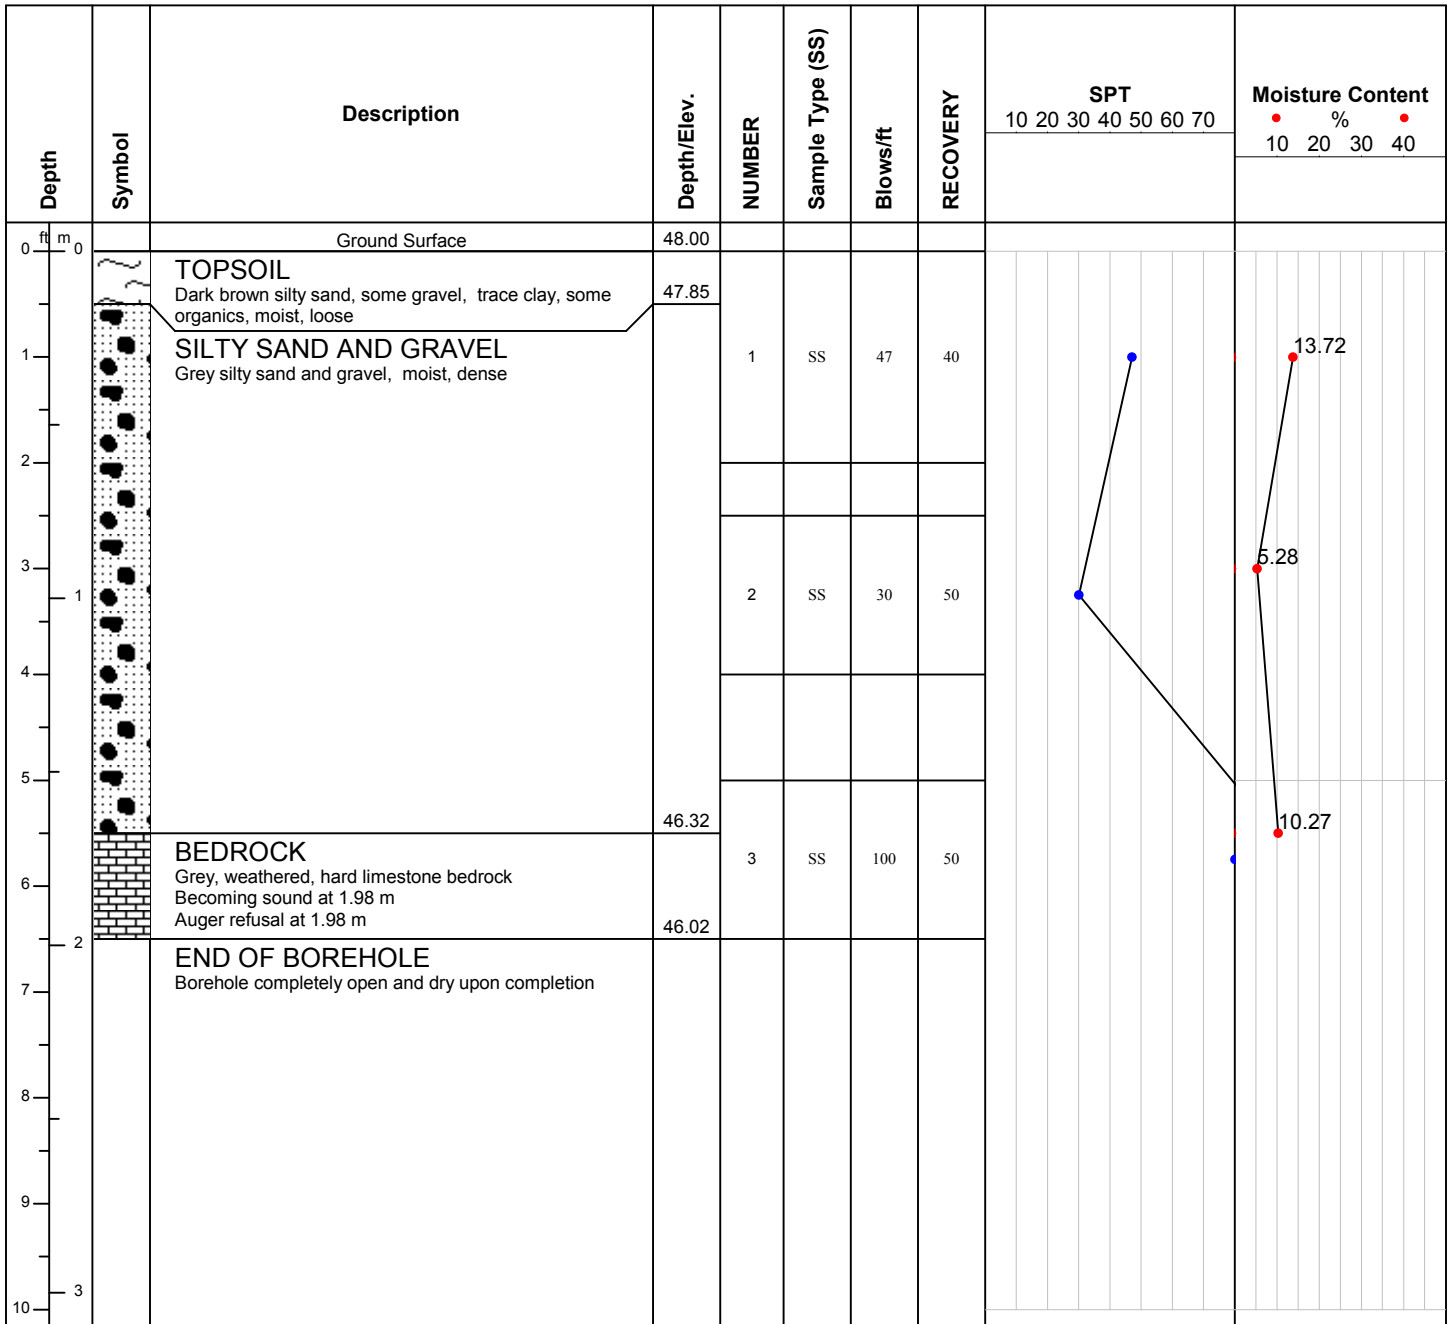 Depth
Symbol
Description
Depth/Elev.
NUMBER
Sample Type (SS)
Blows/ft
RECOVERY
SPT
10 20 30 40 50 60 70
Moisture Content
%
10 20 30 40
ft m
0 0
Ground Surface
48.00
TOPSOIL
Dark brown silty sand, some gravel, trace clay, some
organics, moist, loose
47.85
SILTY SAND AND GRAVEL
Grey silty sand and gravel, moist, dense
1
1 SS 47 40
13.72
2
3
5.28
1
2 SS 30 50
4
5
46.32
10.27
BEDROCK
Grey, weathered, hard limestone bedrock
Becoming sound at 1.98 m
Auger refusal at 1.98 m
3 SS 100 50
6
46.02
2
END OF BOREHOLE
Borehole completely open and dry upon completion
7
8
9
3
10